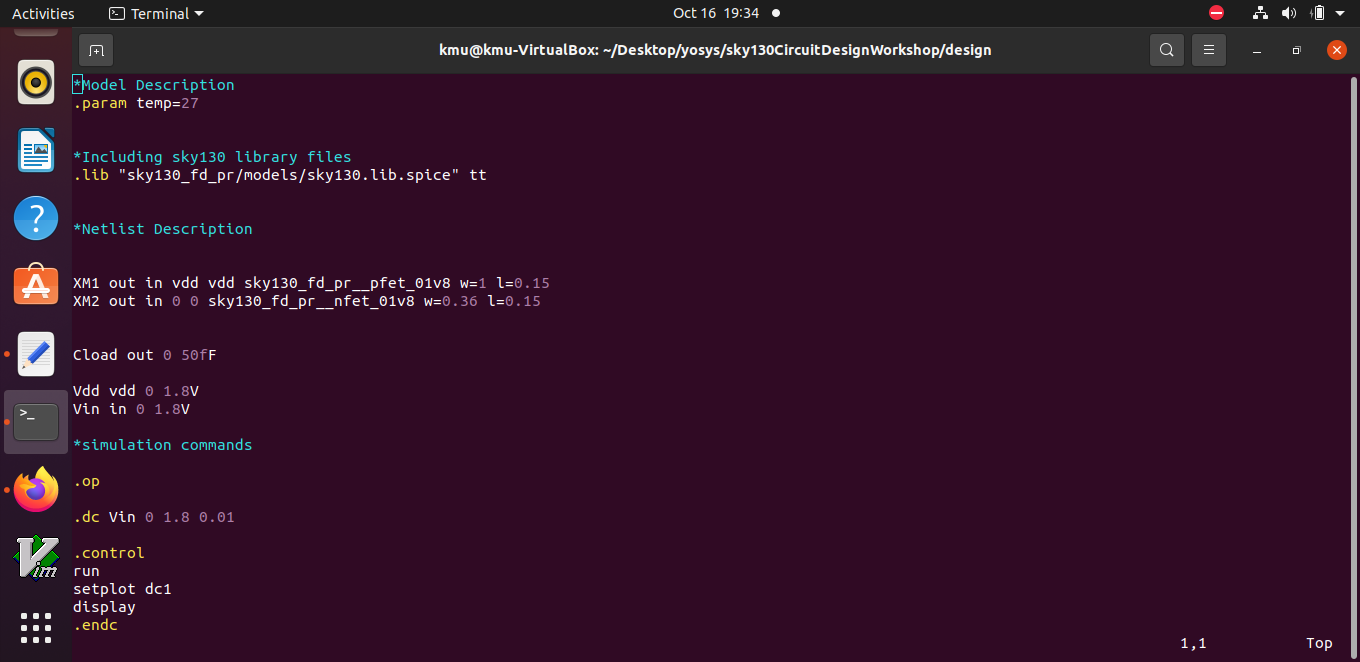 Activities
Terminal
Oct 16 19:34
kmu@kmu-VirtualBox: ~/Desktop/yosys/sky130CircuitDesignWorkshop/design
*Model Description
.param temp=27
*Including sky130 library files
.lib "sky130_fd_pr/models/sky130.lib.spice" tt
*Netlist Description
XM1 out in vdd vdd sky130_fd_pr__pfet_01v8 w=1 l=0.15
XM2 out in 0 0 sky130_fd_pr__nfet_01v8 w=0.36 l=0.15
Cload out 0 50fF
Vdd vdd 0 1.8V
Vin in 0 1.8V
*simulation commands
.op
.dc Vin 0 1.8 0.01
.control
run
setplot dc1
display
.endc
1,1 Top